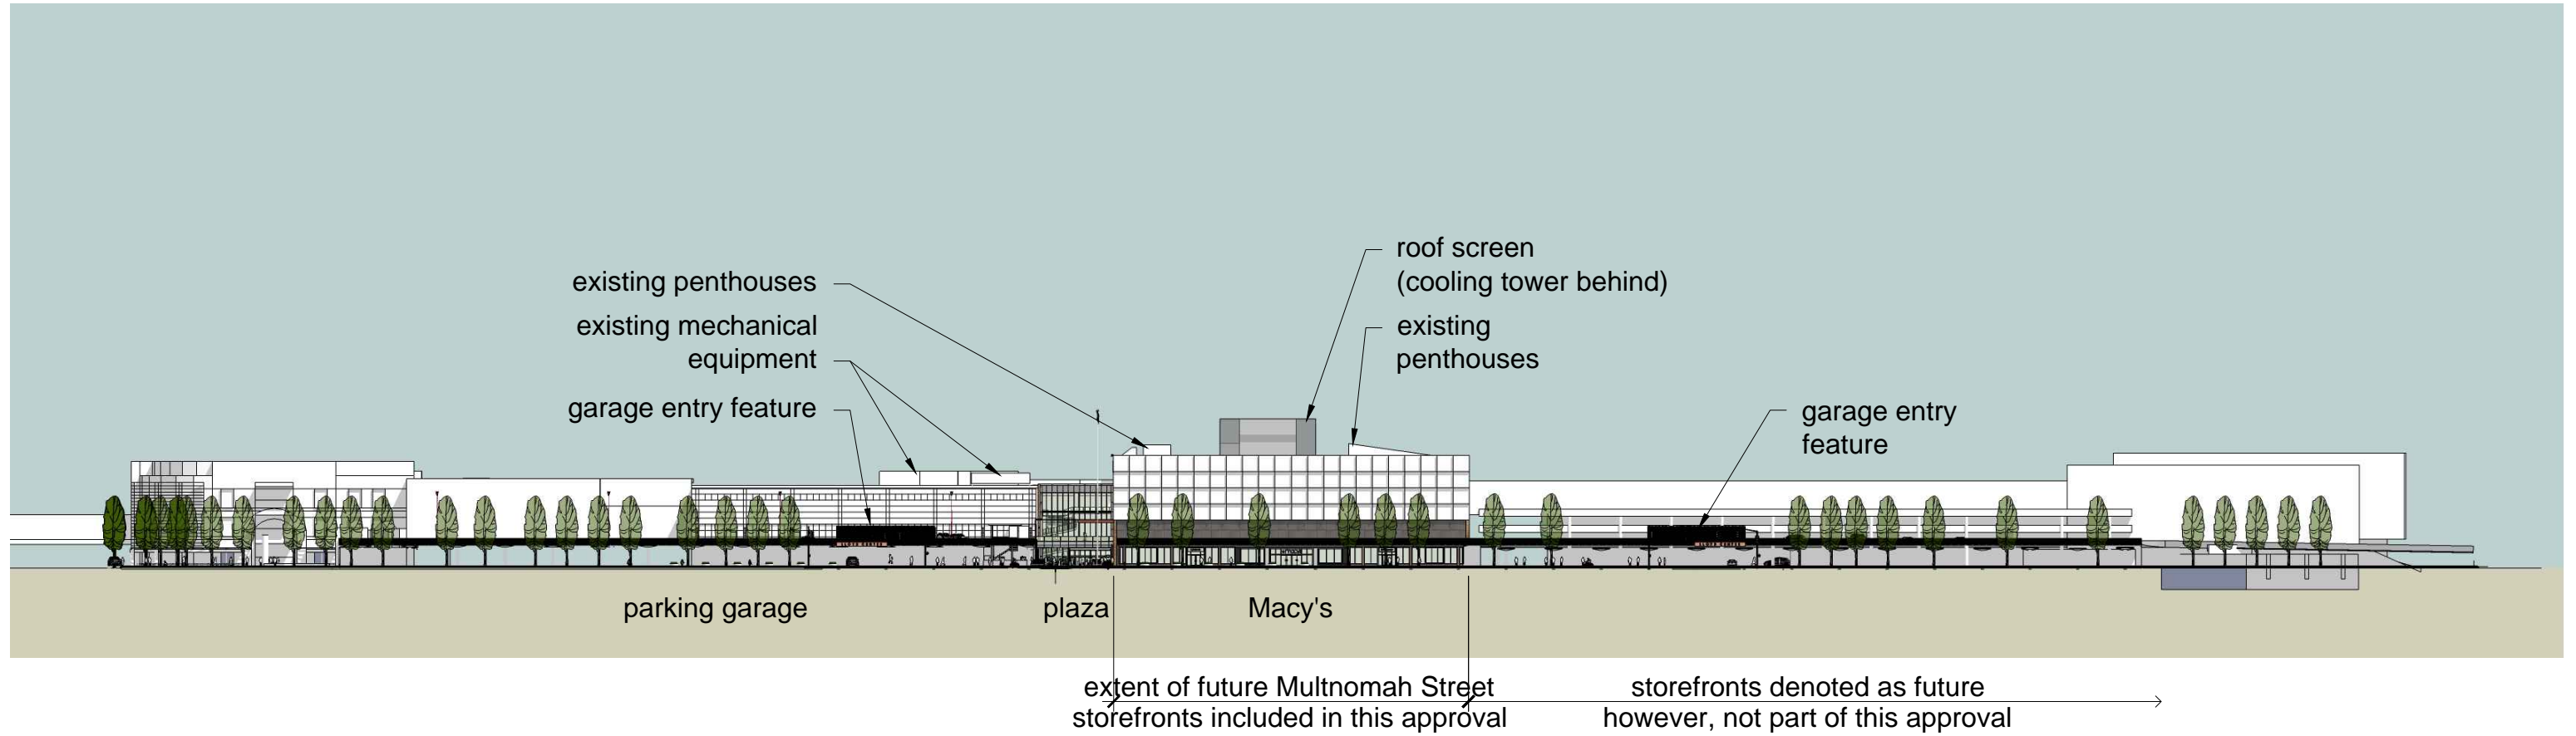 roof screen
(cooling tower behind)
existing penthouses
existing mechanical
equipment
existing
penthouses
garage entry feature
garage entry
feature
parking garage
plaza
Macy's
extent of future Multnomah Street
storefronts included in this approval
storefronts denoted as future
however, not part of this approval